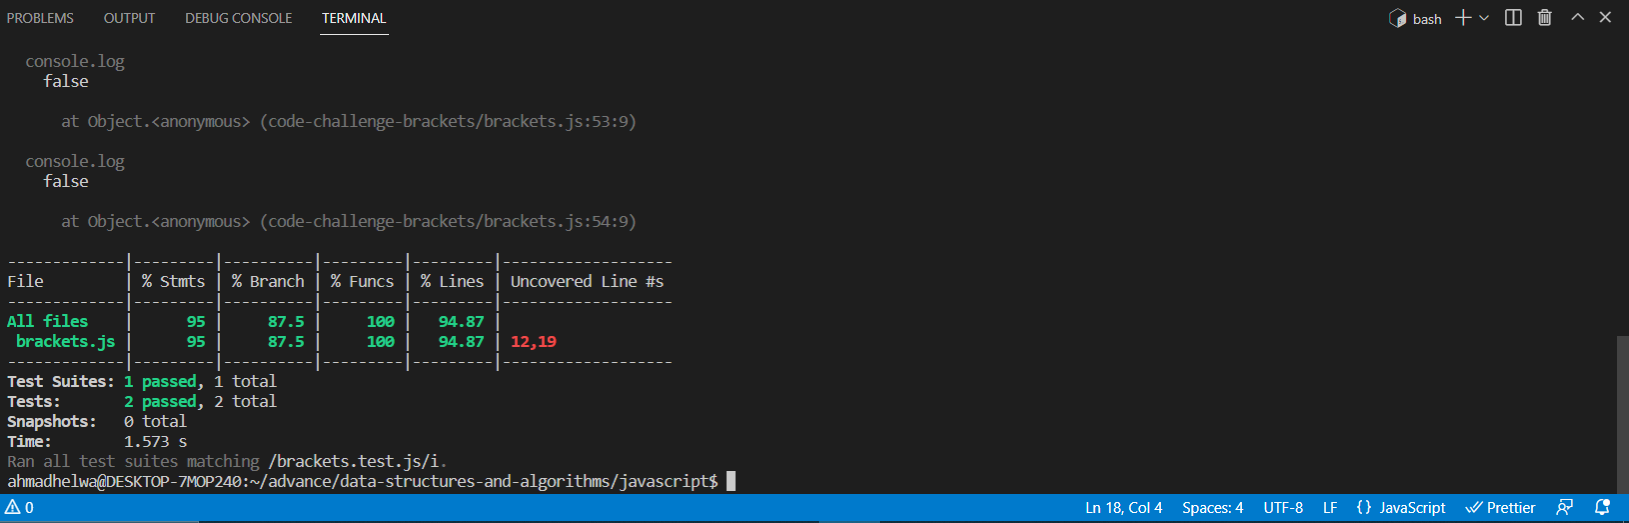 PROBLEMS OUTPUT DEBUG CONSOLE TERMINAL bash
console.log
false
at Object.<anonymous> (code-challenge-brackets/brackets.js:53:9)
console.log
false
at Object.<anonymous> (code-challenge-brackets/brackets.js:54:9)
-------------|---------|----------|---------|---------|-------------------
File         | % Stmts | % Branch | % Funcs | % Lines | Uncovered Line #s
-------------|---------|----------|---------|---------|-------------------
All files    |      95 |     87.5 |     100 |   94.87 |
 brackets.js |      95 |     87.5 |     100 |   94.87 | 12,19
-------------|---------|----------|---------|---------|-------------------
Test Suites: 1 passed, 1 total
Tests:       2 passed, 2 total
Snapshots:   0 total
Time:        1.573 s
Ran all test suites matching /brackets.test.js/i.
ahmadhelwa@DESKTOP-7MOP240:~/advance/data-structures-and-algorithms/javascript$
0 Ln 18, Col 4 Spaces: 4 UTF-8 LF {} JavaScript Prettier